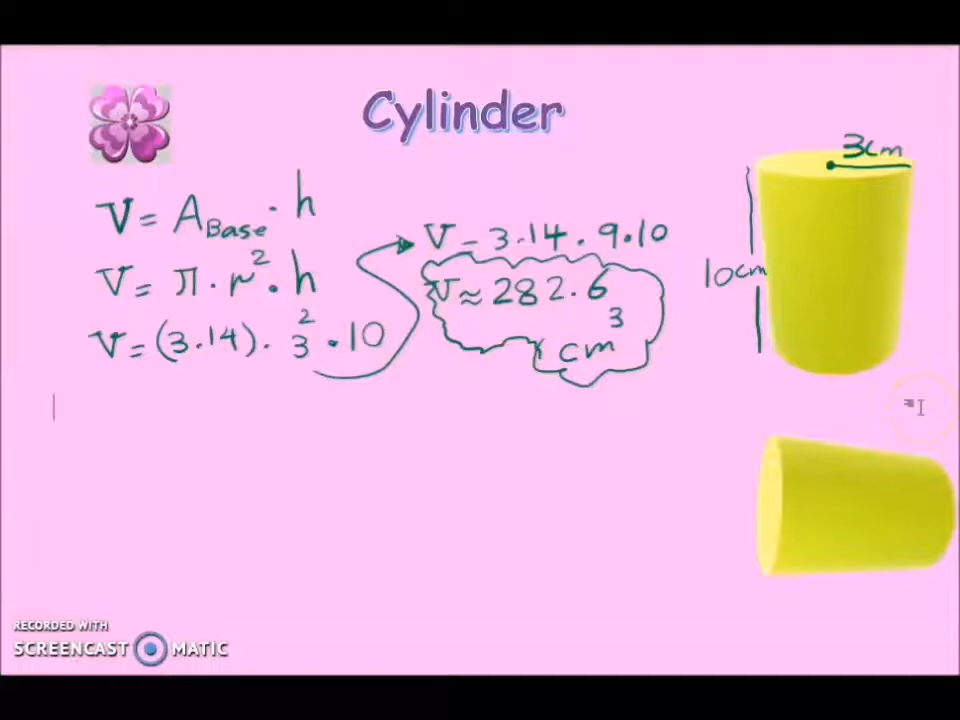 Cylinder
V = A Base · h
V = π · r² · h
V = (3.14) · 3² · 10
V = 3.14 · 9 · 10
V ≈ 282.6
cm³
3cm
10cm
RECORDED WITH
SCREENCAST MATIC